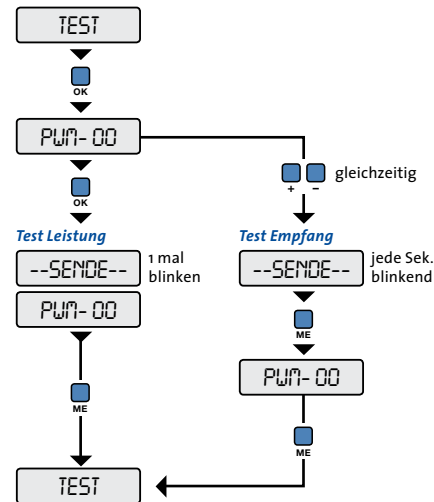 TEST
OK
PWM-00
+ - gleichzeitig
OK
Test Leistung
--SENDE--
1 mal
blinken
PWM-00
ME
Test Empfang
--SENDE--
jede Sek.
blinkend
ME
PWM-00
ME
TEST